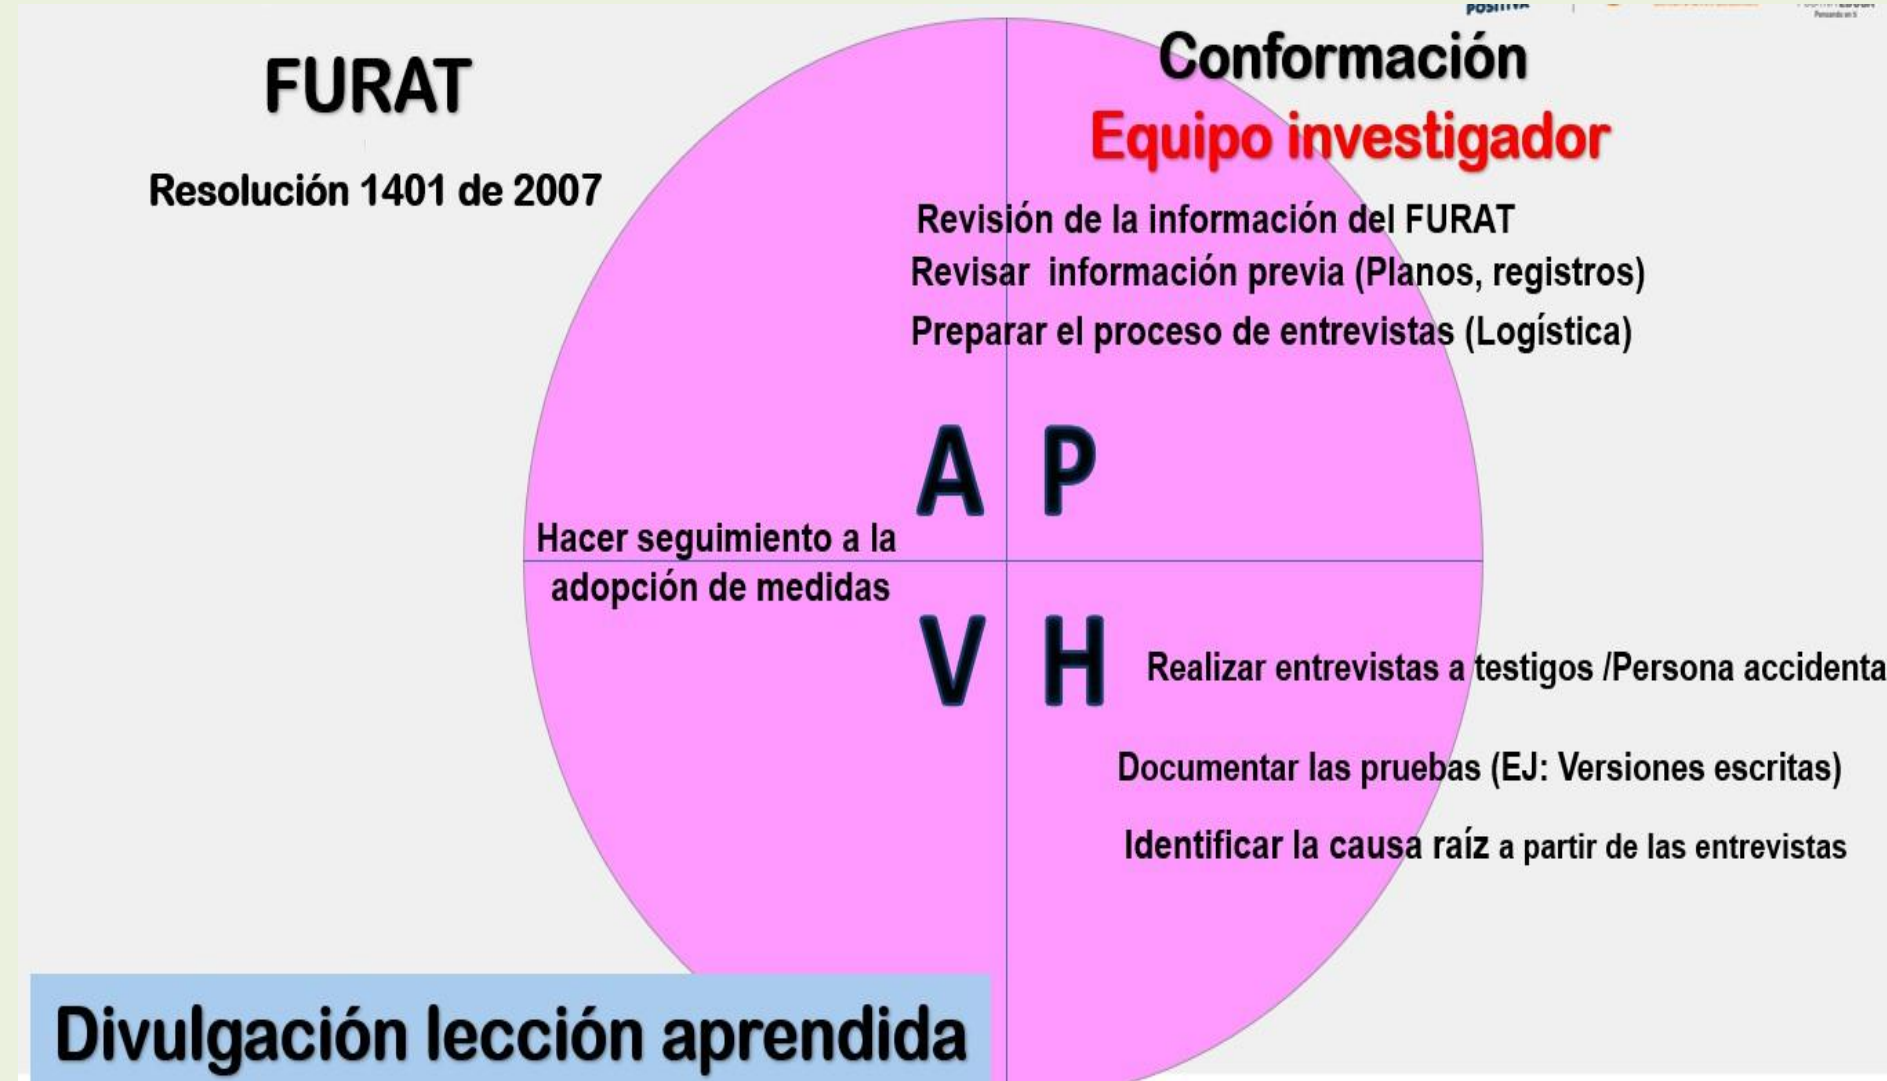 POSITIVA
FURAT
Resolución 1401 de 2007
Conformación
Equipo investigador
Revisión de la información del FURAT
Revisar información previa (Planos, registros)
Preparar el proceso de entrevistas (Logística)
A P
Hacer seguimiento a la
adopción de medidas
V H
Realizar entrevistas a testigos /Persona accidenta
Documentar las pruebas (EJ: Versiones escritas)
Identificar la causa raíz a partir de las entrevistas
Divulgación lección aprendida